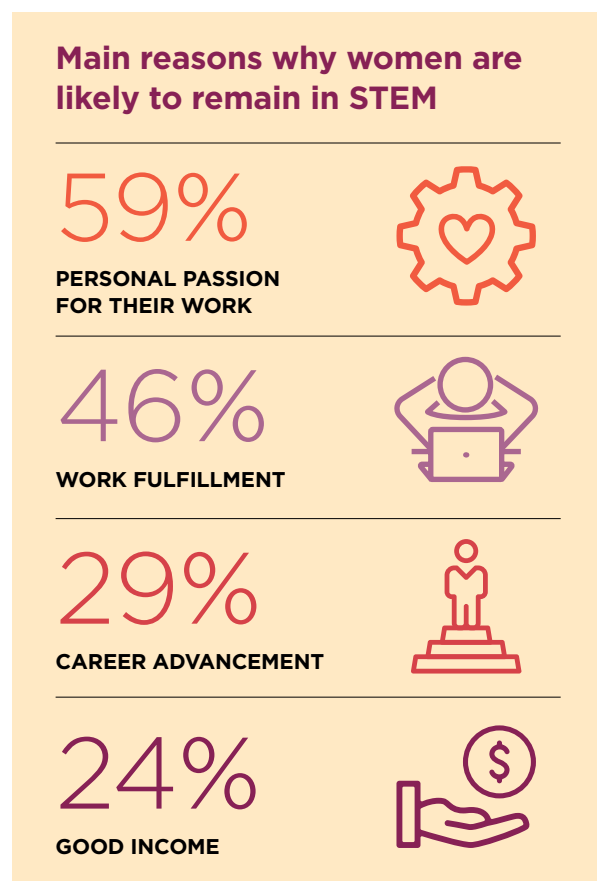 Main reasons why women are
likely to remain in STEM
59%
PERSONAL PASSION
FOR THEIR WORK
46%
WORK FULFILLMENT
29%
CAREER ADVANCEMENT
24%
$
GOOD INCOME